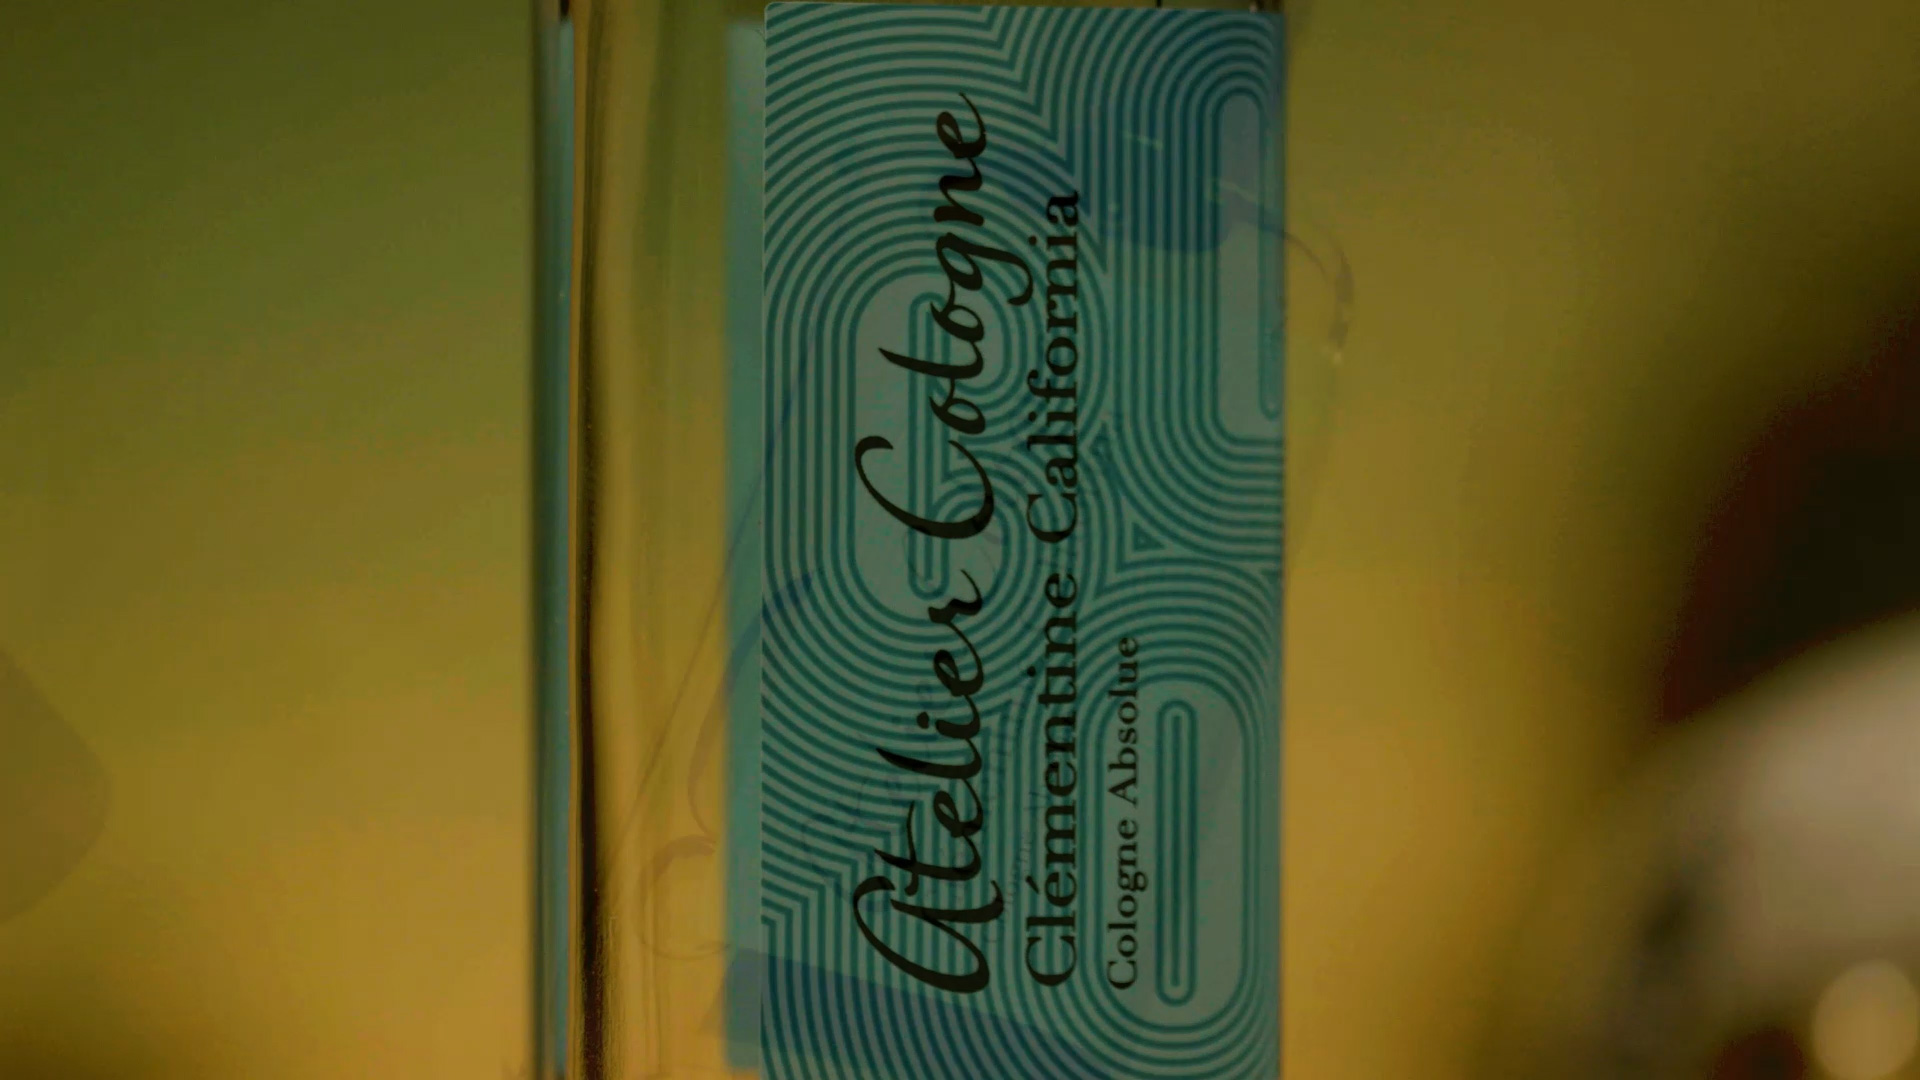 Atelier Cologne
Clémentine California
Cologne Absolue